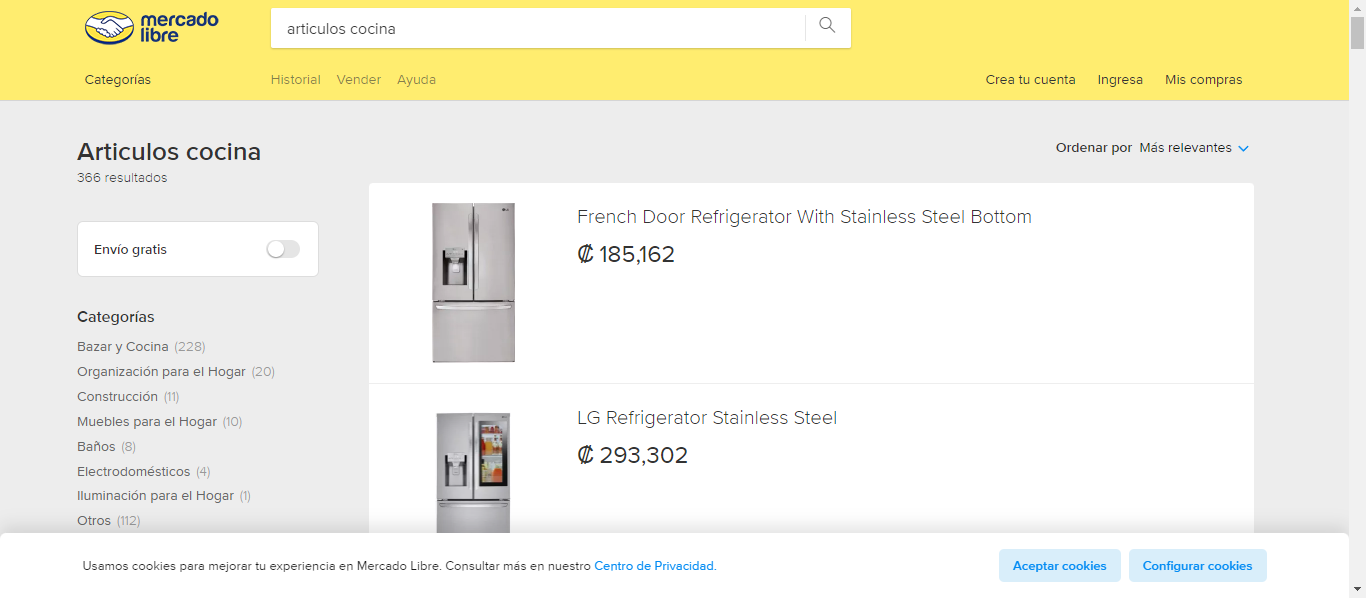 mercado
libre
articulos cocina
Categorías
Historial
Vender
Ayuda
Crea tu cuenta
Ingresa
Mis compras
Articulos cocina
366 resultados
Ordenar por Más relevantes
Envío gratis
Categorías
Bazar y Cocina (228)
Organización para el Hogar (20)
Construcción (11)
Muebles para el Hogar (10)
Baños (8)
Electrodomésticos (4)
Iluminación para el Hogar (1)
Otros (112)
French Door Refrigerator With Stainless Steel Bottom
₡ 185,162
LG Refrigerator Stainless Steel
₡ 293,302
Usamos cookies para mejorar tu experiencia en Mercado Libre. Consultar más en nuestro Centro de Privacidad.
Aceptar cookies
Configurar cookies